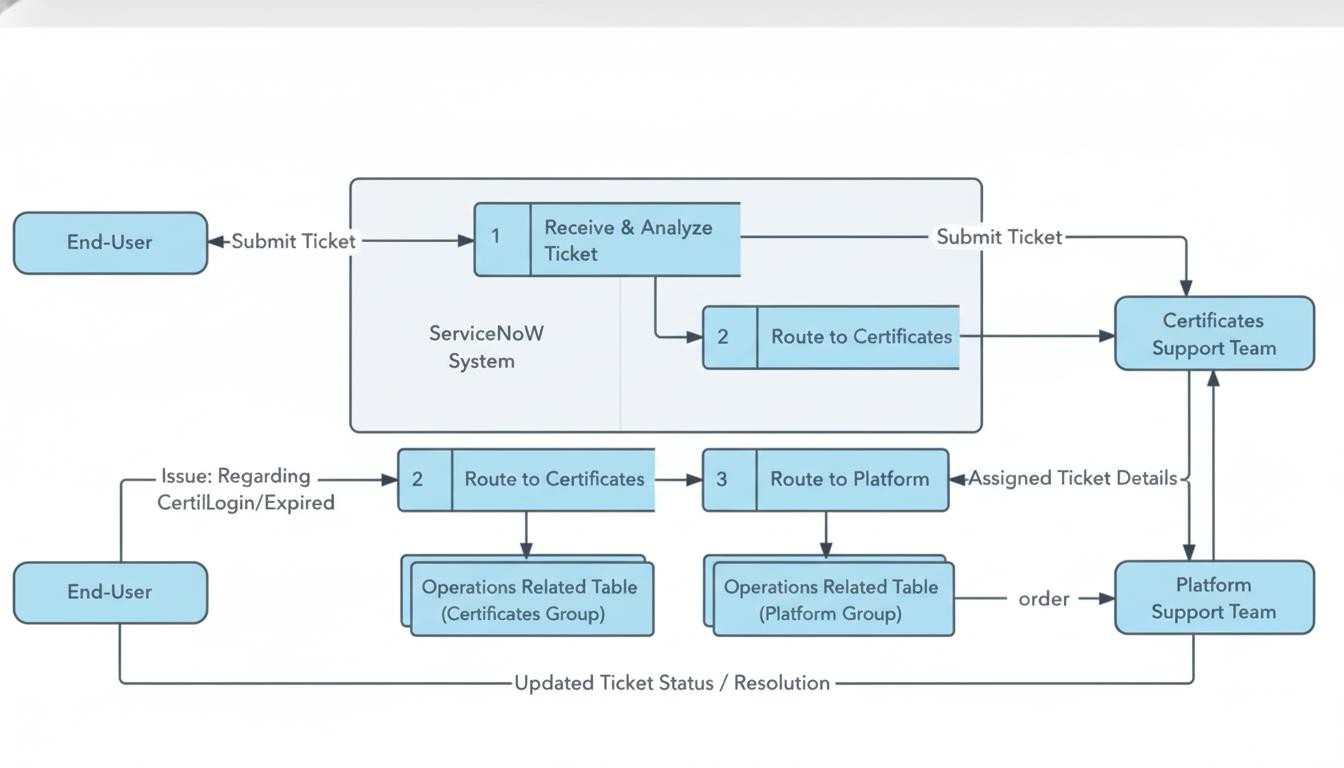 End-User
Submit Ticket
1
Receive & Analyze
Ticket
Submit Ticket
ServiceNoW
System
2
Route to Certificates
Certificates
Support Team
Issue: Regarding
CertilLogin/Expired
2
Route to Certificates
3
Route to Platform
Assigned Ticket Details
End-User
Operations Related Table
(Certificates Group)
Operations Related Table
(Platform Group)
order
Platform
Support Team
Updated Ticket Status / Resolution